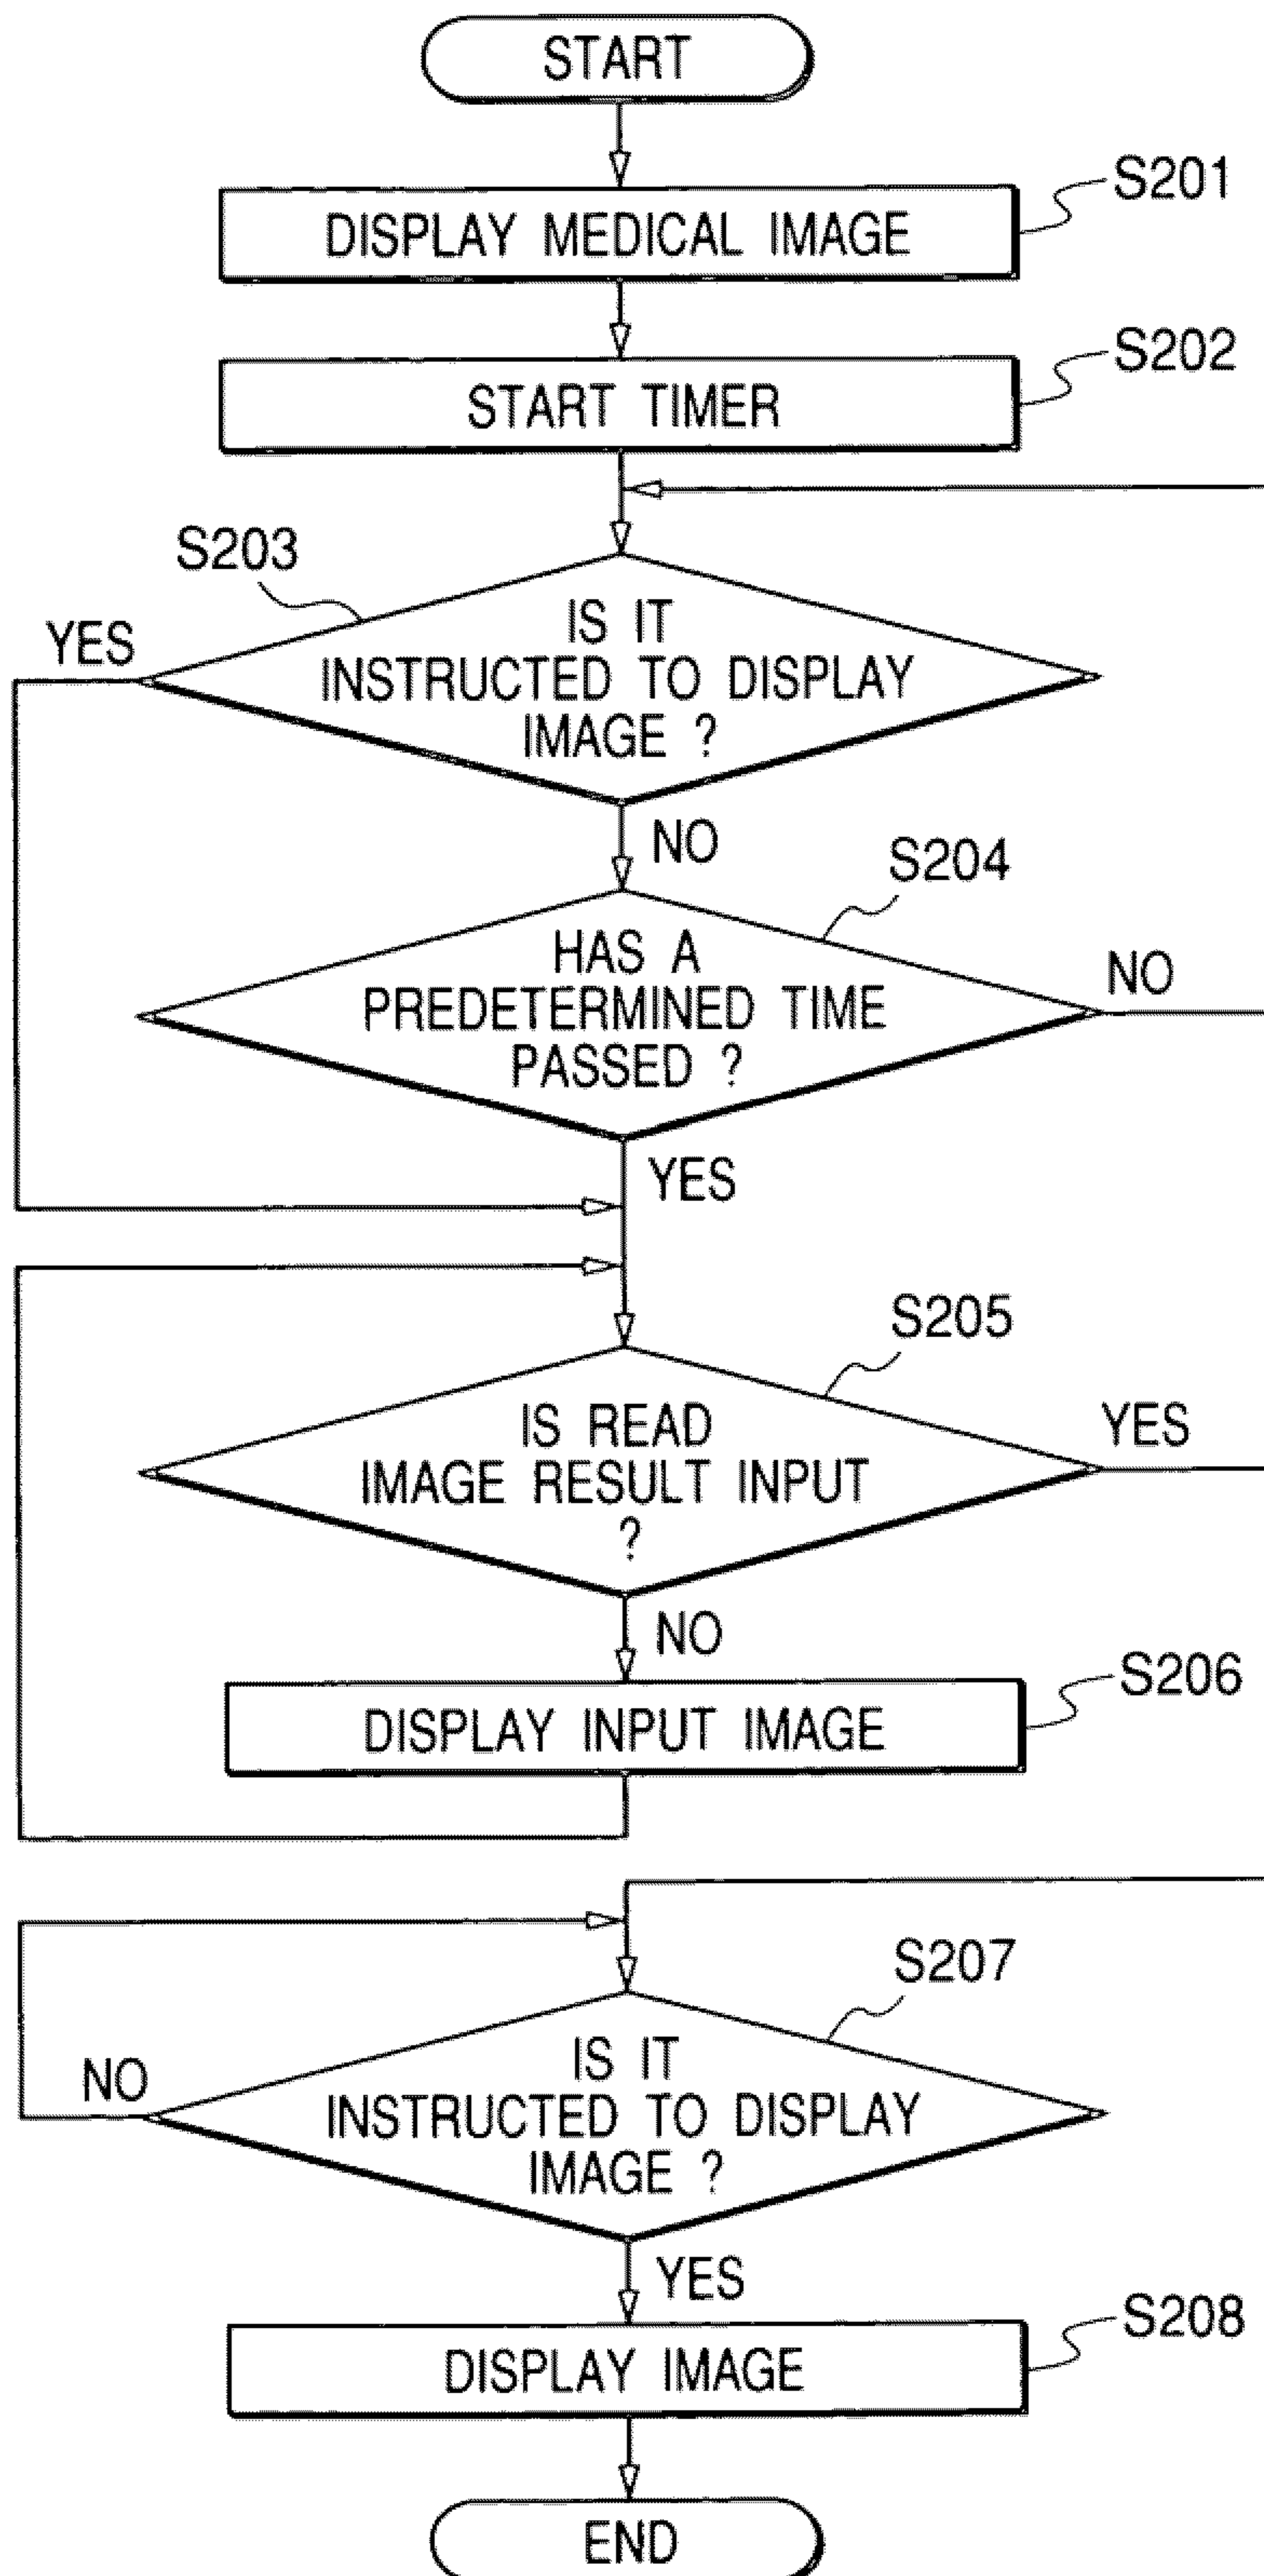 START
DISPLAY MEDICAL IMAGE
S201
START TIMER
S202
S203
YES
IS IT
INSTRUCTED TO DISPLAY
IMAGE ?
NO
S204
HAS A
PREDETERMINED TIME
PASSED ?
NO
YES
S205
IS READ
IMAGE RESULT INPUT
?
YES
NO
S206
DISPLAY INPUT IMAGE
S207
NO
IS IT
INSTRUCTED TO DISPLAY
IMAGE ?
YES
S208
DISPLAY IMAGE
END